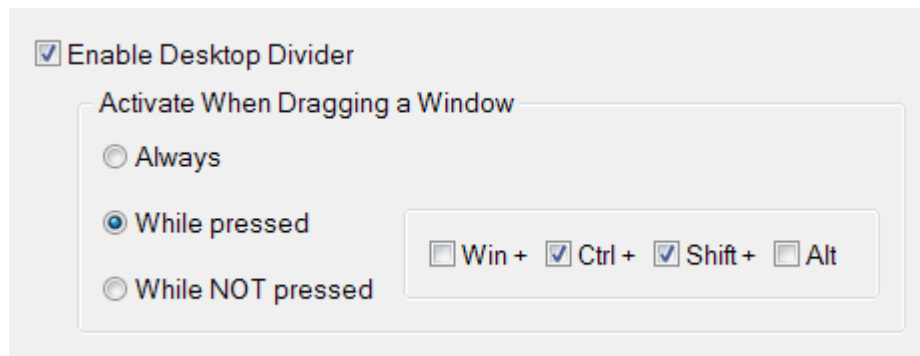 Enable Desktop Divider
Activate When Dragging a Window
Always
While pressed
Win + Ctrl + Shift + Alt
While NOT pressed